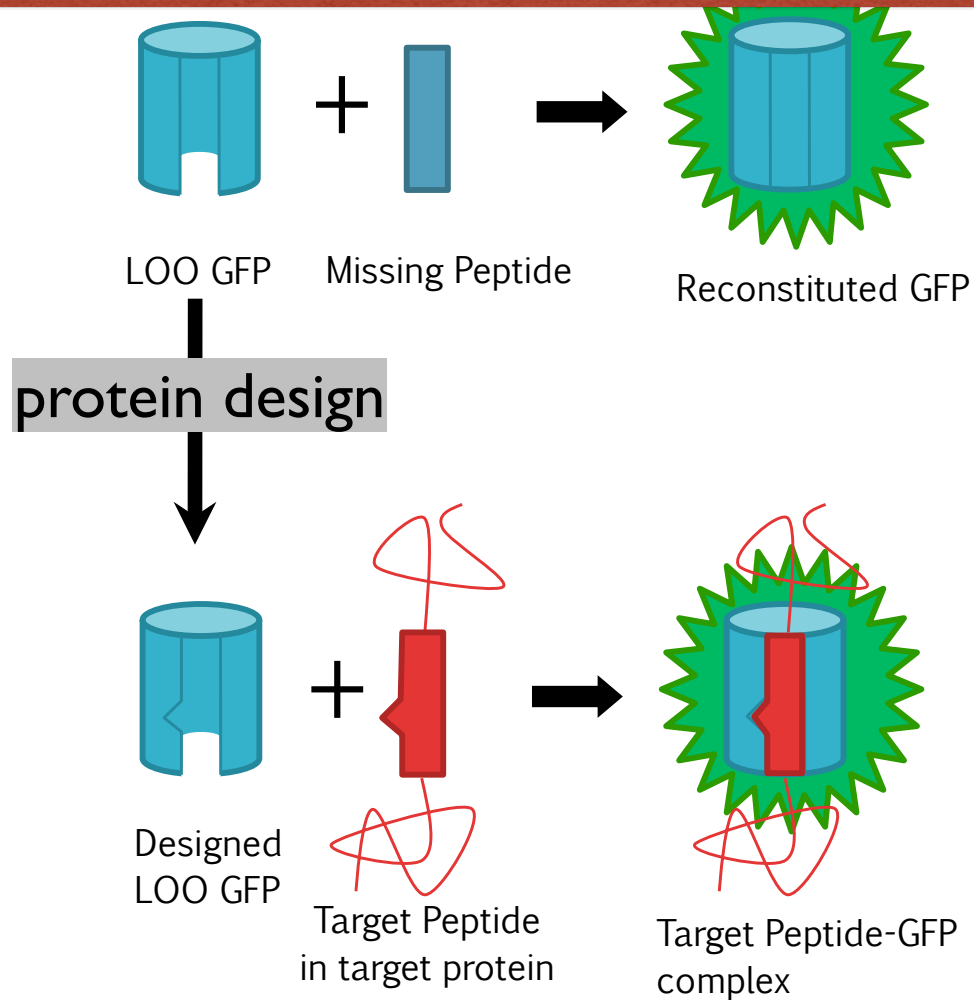 +
LOO GFP
Missing Peptide
Reconstituted GFP
protein design
+
Designed
LOO GFP
Target Peptide
in target protein
Target Peptide-GFP
complex